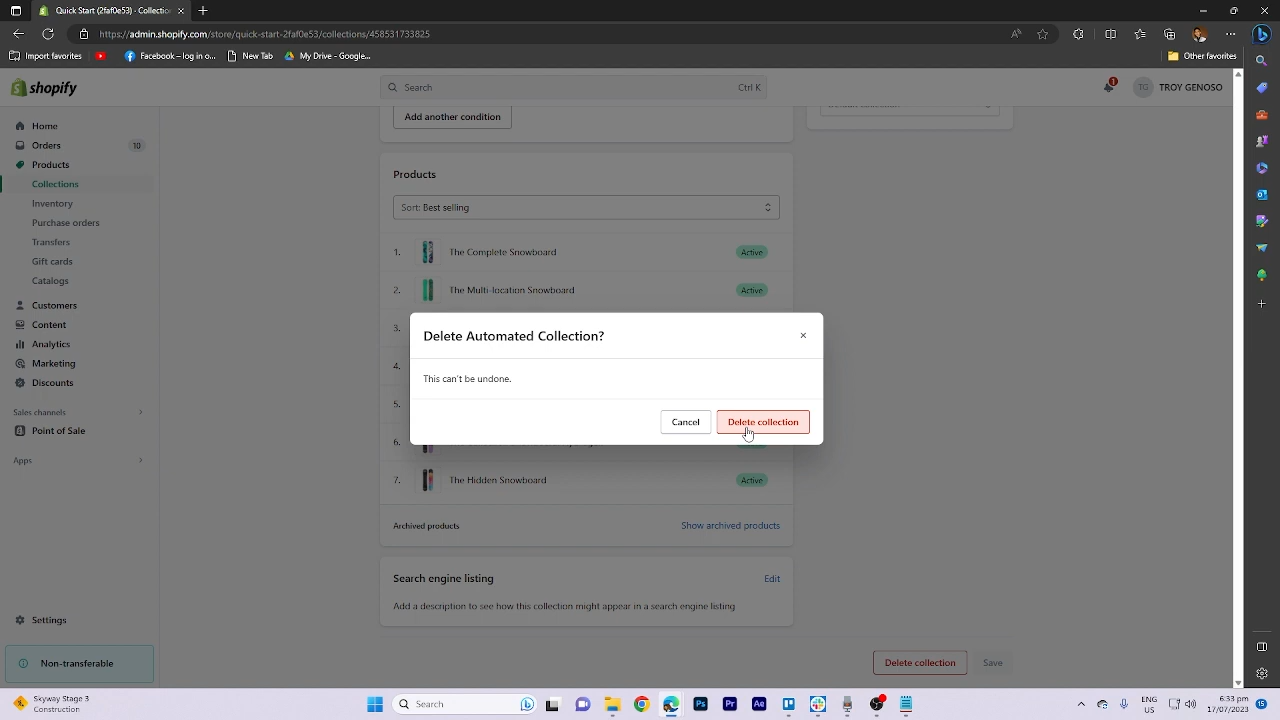 Quick Start (2faf0e53) - Collectio
https://admin.shopify.com/store/quick-start-2faf0e53/collections/458531733825
Import favorites
Facebook – log in o...
New Tab
My Drive - Google...
Other favorites
shopify
Search
Ctrl K
1
TG
TROY GENOSO
Home
Orders
10
Products
Collections
Inventory
Purchase orders
Transfers
Gift cards
Catalogs
Customers
Content
Analytics
Marketing
Discounts
Sales channels
Point of Sale
Apps
Settings
Non-transferable
Add another condition
Products
Sort: Best selling
1.
The Complete Snowboard
Active
2.
The Multi-location Snowboard
Active
3.
4.
5.
6.
7.
The Hidden Snowboard
Active
Delete Automated Collection?
This can't be undone.
Cancel
Delete collection
Archived products
Show archived products
Search engine listing
Edit
Add a description to see how this collection might appear in a search engine listing
Delete collection
Save
Skyway Stage 3
Construction
Search
Ps
Pr
Ae
ENG
US
6:33 pm
17/07/2023